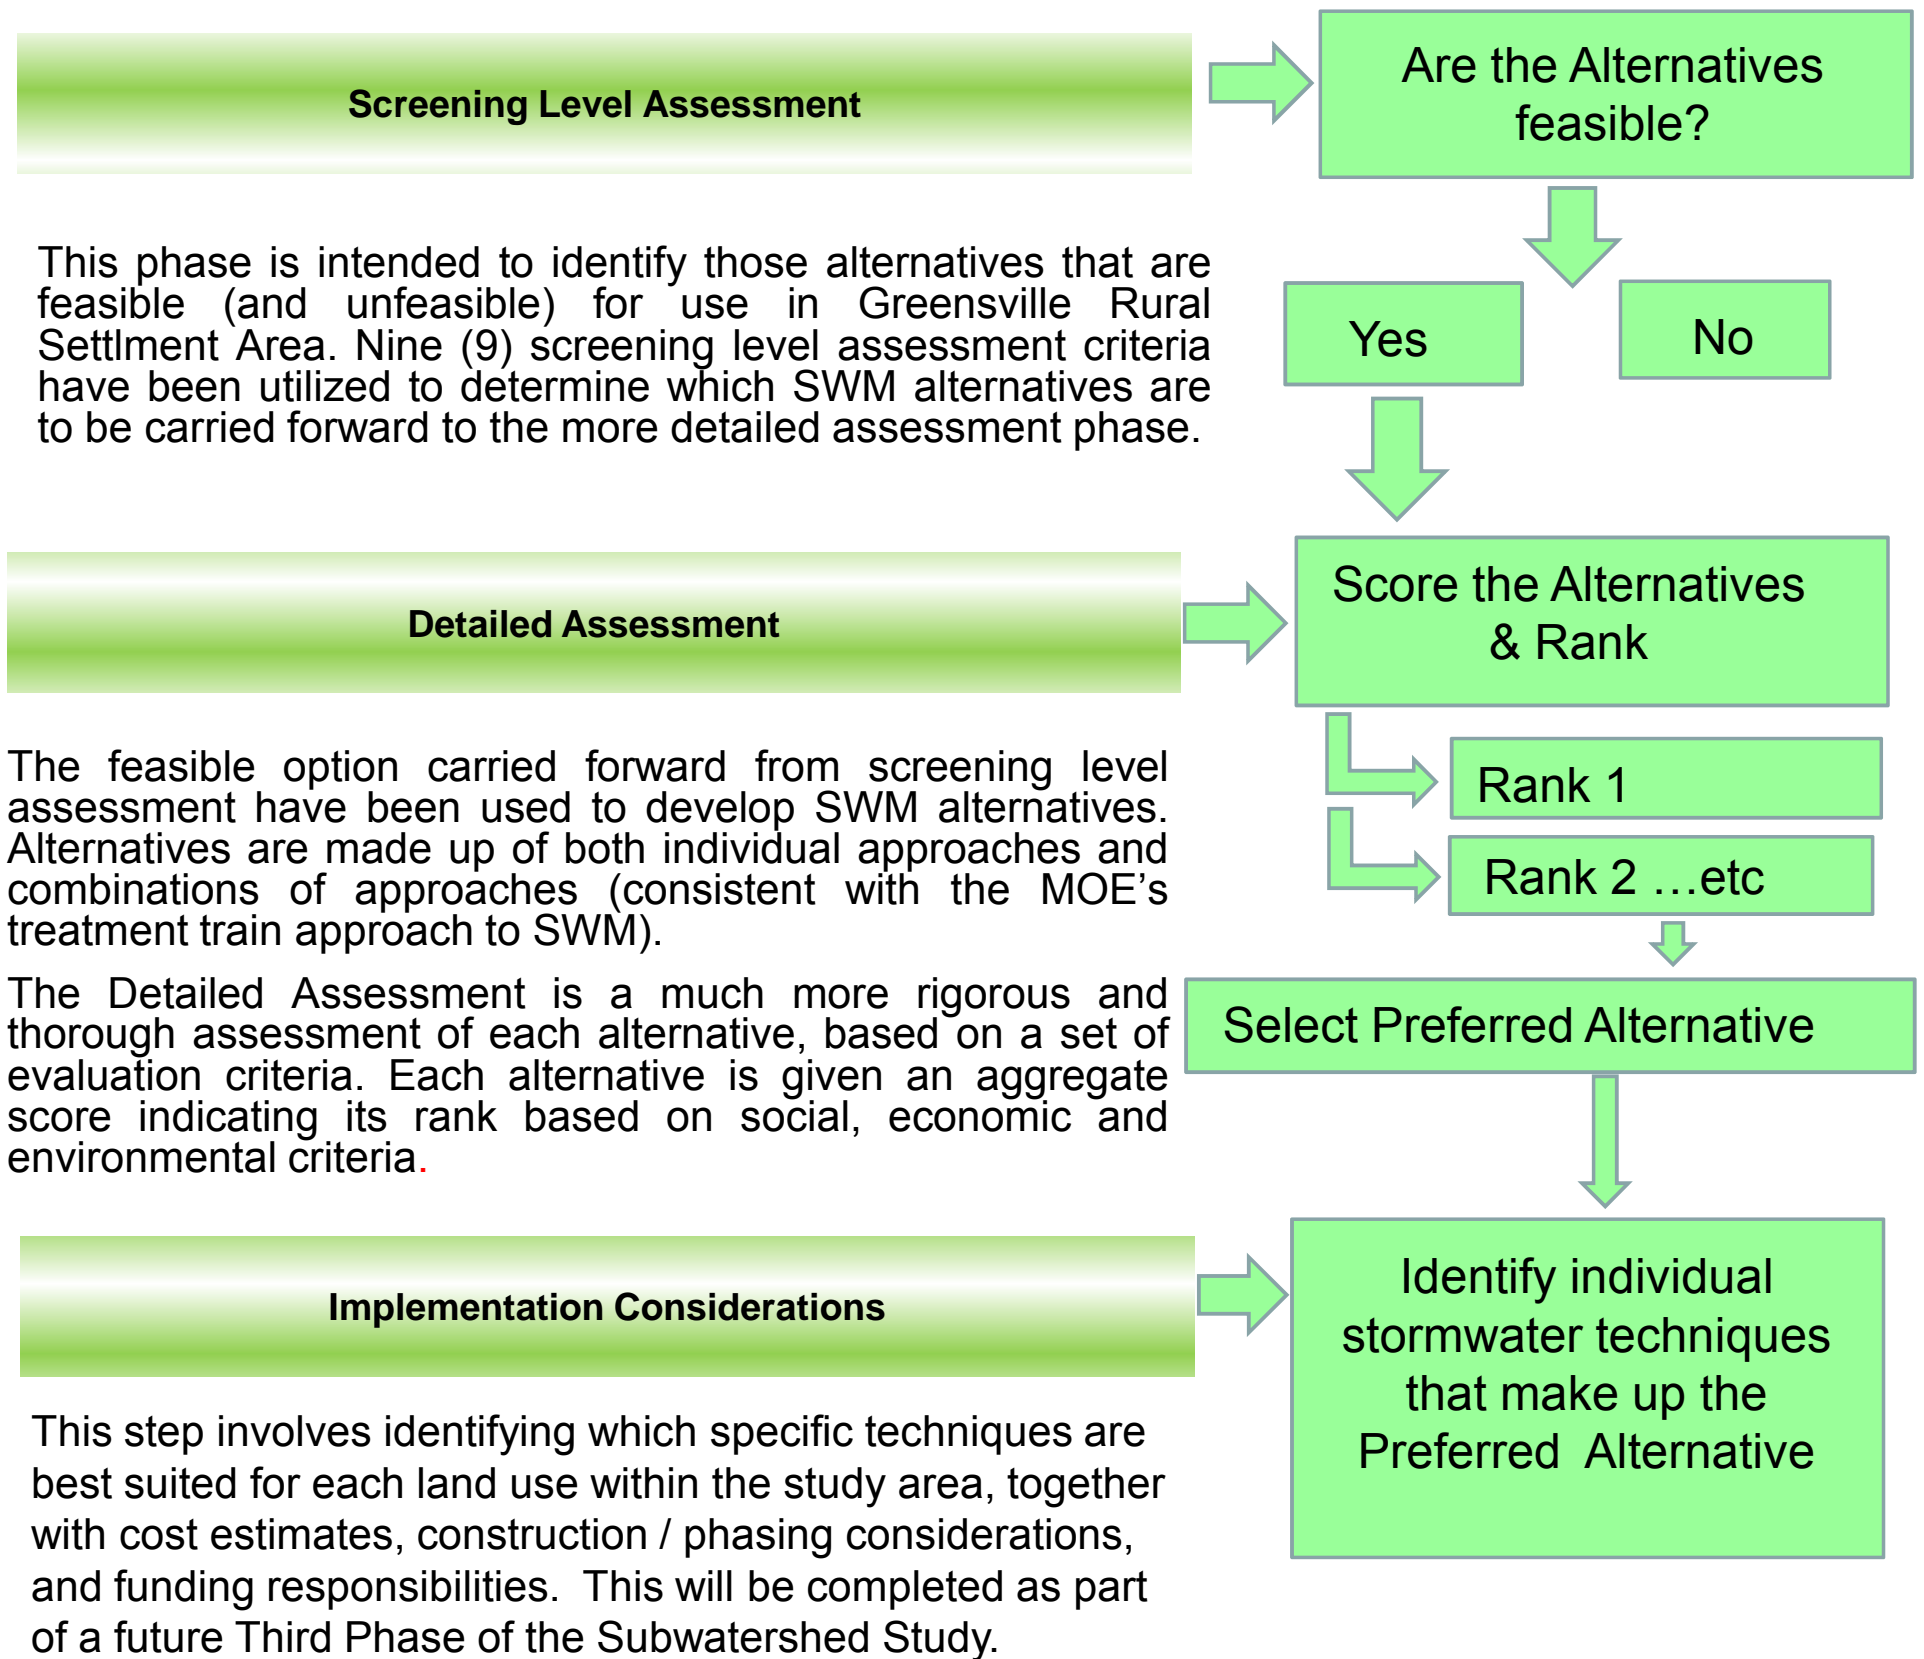 Screening Level Assessment
Are the Alternatives
feasible?
This phase is intended to identify those alternatives that are
feasible (and unfeasible) for use in Greensville Rural
Settlment Area. Nine (9) screening level assessment criteria
have been utilized to determine which SWM alternatives are
to be carried forward to the more detailed assessment phase.
Yes
No
Detailed Assessment
Score the Alternatives
& Rank
The feasible option carried forward from screening level
assessment have been used to develop SWM alternatives.
Alternatives are made up of both individual approaches and
combinations of approaches (consistent with the MOE’s
treatment train approach to SWM).
Rank 1
Rank 2 …etc
The Detailed Assessment is a much more rigorous and
thorough assessment of each alternative, based on a set of
evaluation criteria. Each alternative is given an aggregate
score indicating its rank based on social, economic and
environmental criteria.
Select Preferred Alternative
Implementation Considerations
Identify individual
stormwater techniques
that make up the
Preferred  Alternative
This step involves identifying which specific techniques are
best suited for each land use within the study area, together
with cost estimates, construction / phasing considerations,
and funding responsibilities.  This will be completed as part
of a future Third Phase of the Subwatershed Study.